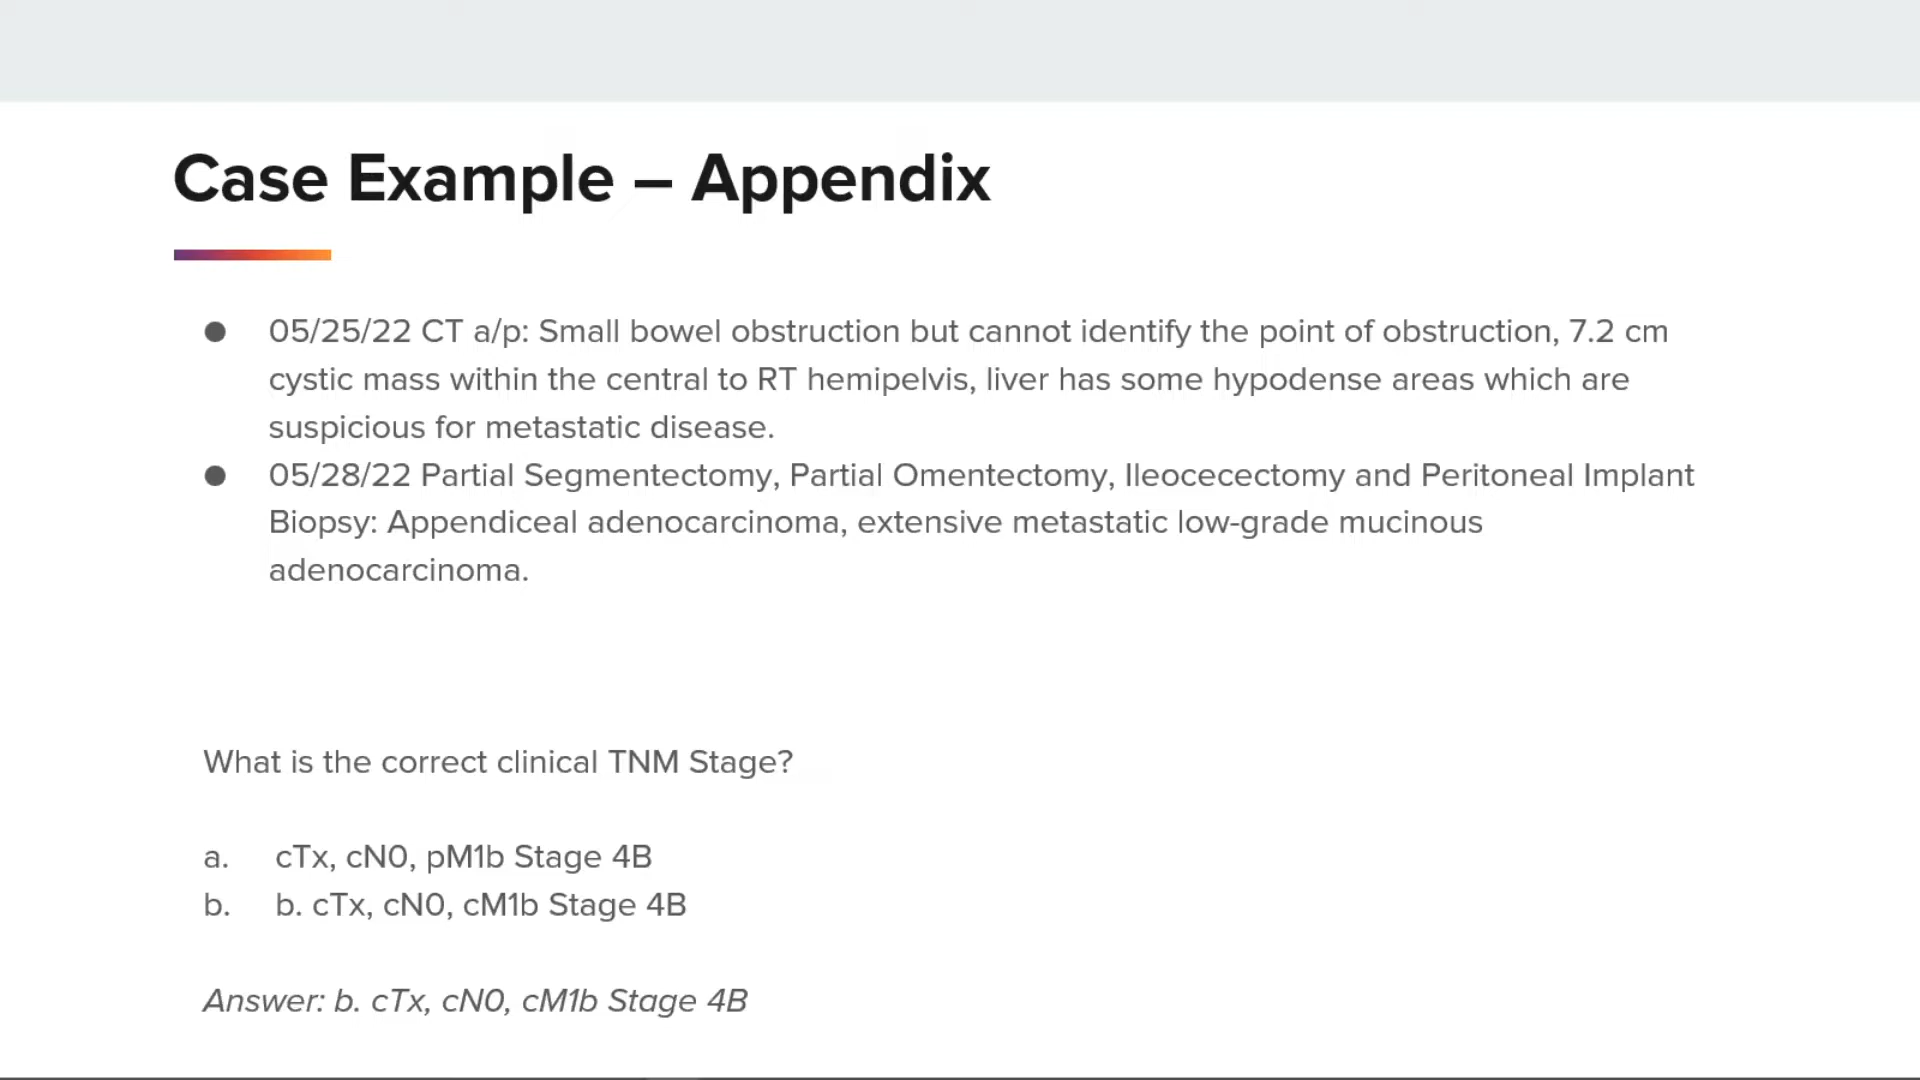 Case Example – Appendix
● 05/25/22 CT a/p: Small bowel obstruction but cannot identify the point of obstruction, 7.2 cm
cystic mass within the central to RT hemipelvis, liver has some hypodense areas which are
suspicious for metastatic disease.
● 05/28/22 Partial Segmentectomy, Partial Omentectomy, Ileocecectomy and Peritoneal Implant
Biopsy: Appendiceal adenocarcinoma, extensive metastatic low-grade mucinous
adenocarcinoma.
What is the correct clinical TNM Stage?
a. cTx, cN0, pM1b Stage 4B
b. b. cTx, cN0, cM1b Stage 4B
Answer: b. cTx, cN0, cM1b Stage 4B